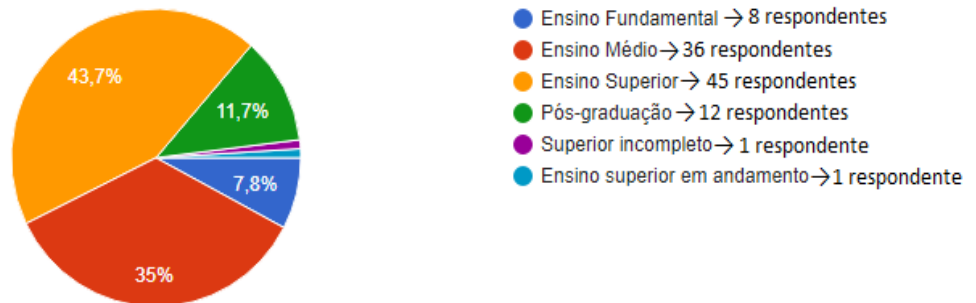 43,7%
11,7%
7,8%
35%
Ensino Fundamental → 8 respondentes
Ensino Médio → 36 respondentes
Ensino Superior → 45 respondentes
Pós-graduação → 12 respondentes
Superior incompleto → 1 respondente
Ensino superior em andamento → 1 respondente